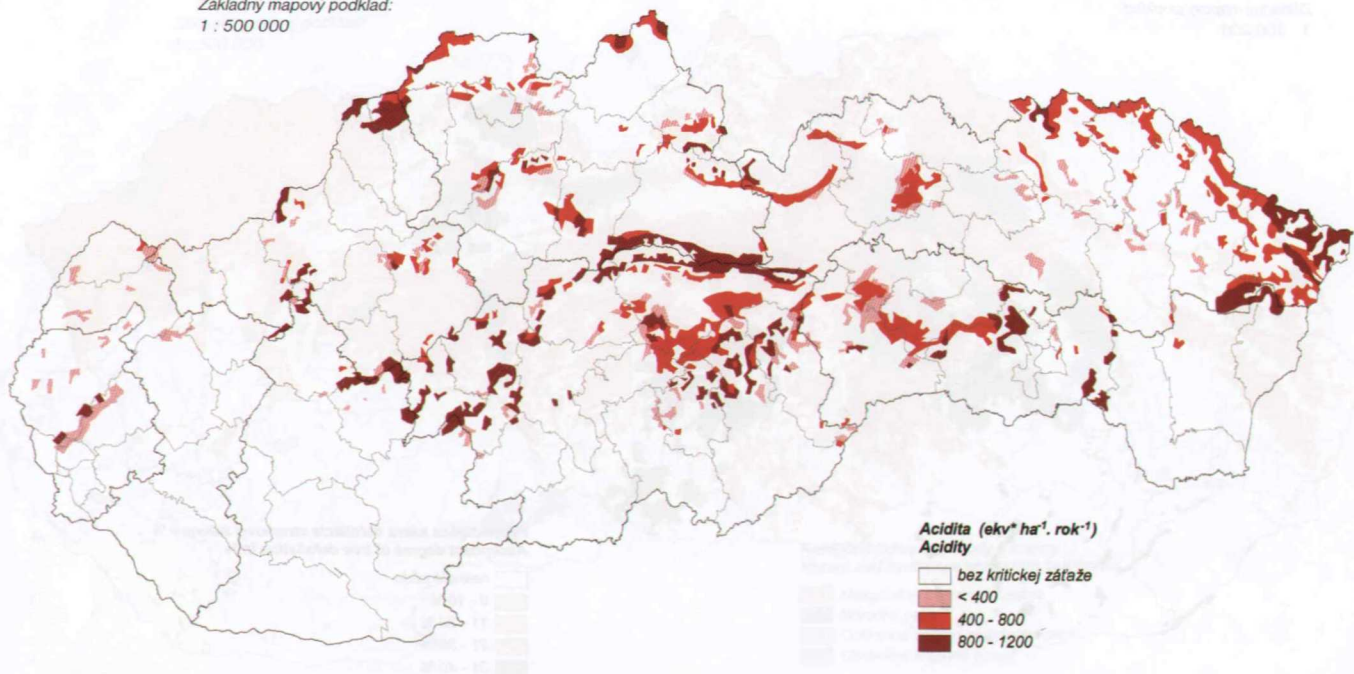 Základný mapový podklad:
1 : 500 000
Acidita (ekv* ha⁻¹. rok⁻¹)
Acidity
bez kritickej záťaže
< 400
400 - 800
800 - 1200